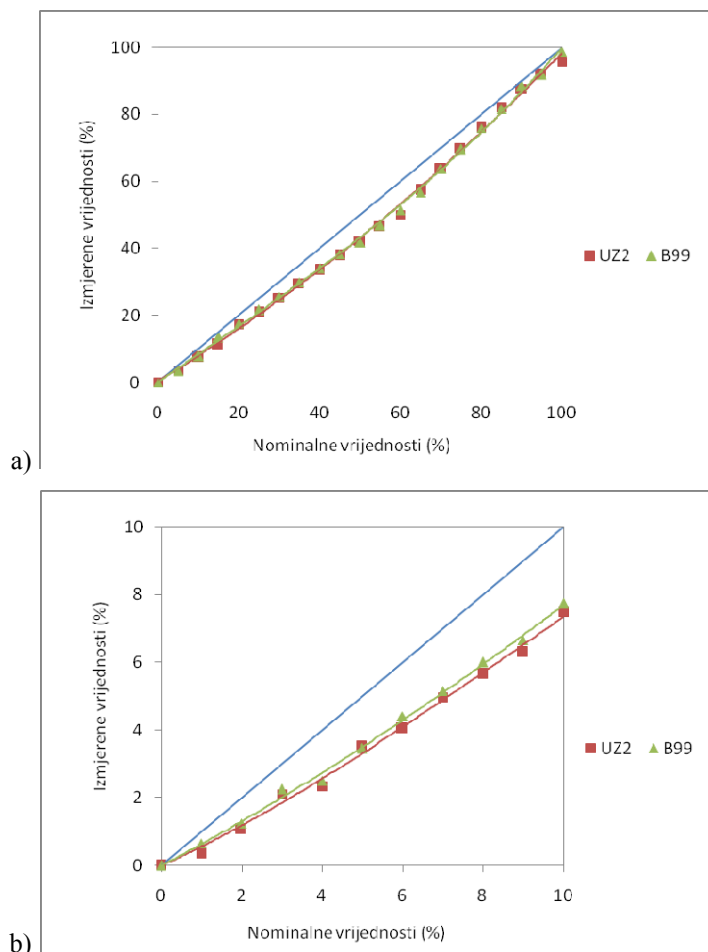 a)
Izmjerene vrijednosti (%)
100
80
60
40
20
0
0 20 40 60 80 100
Nominalne vrijednosti (%)
UZ2 B99
b)
Izmjerene vrijednosti (%)
10
8
6
4
2
0
0 2 4 6 8 10
Nominalne vrijednosti (%)
UZ2 B99